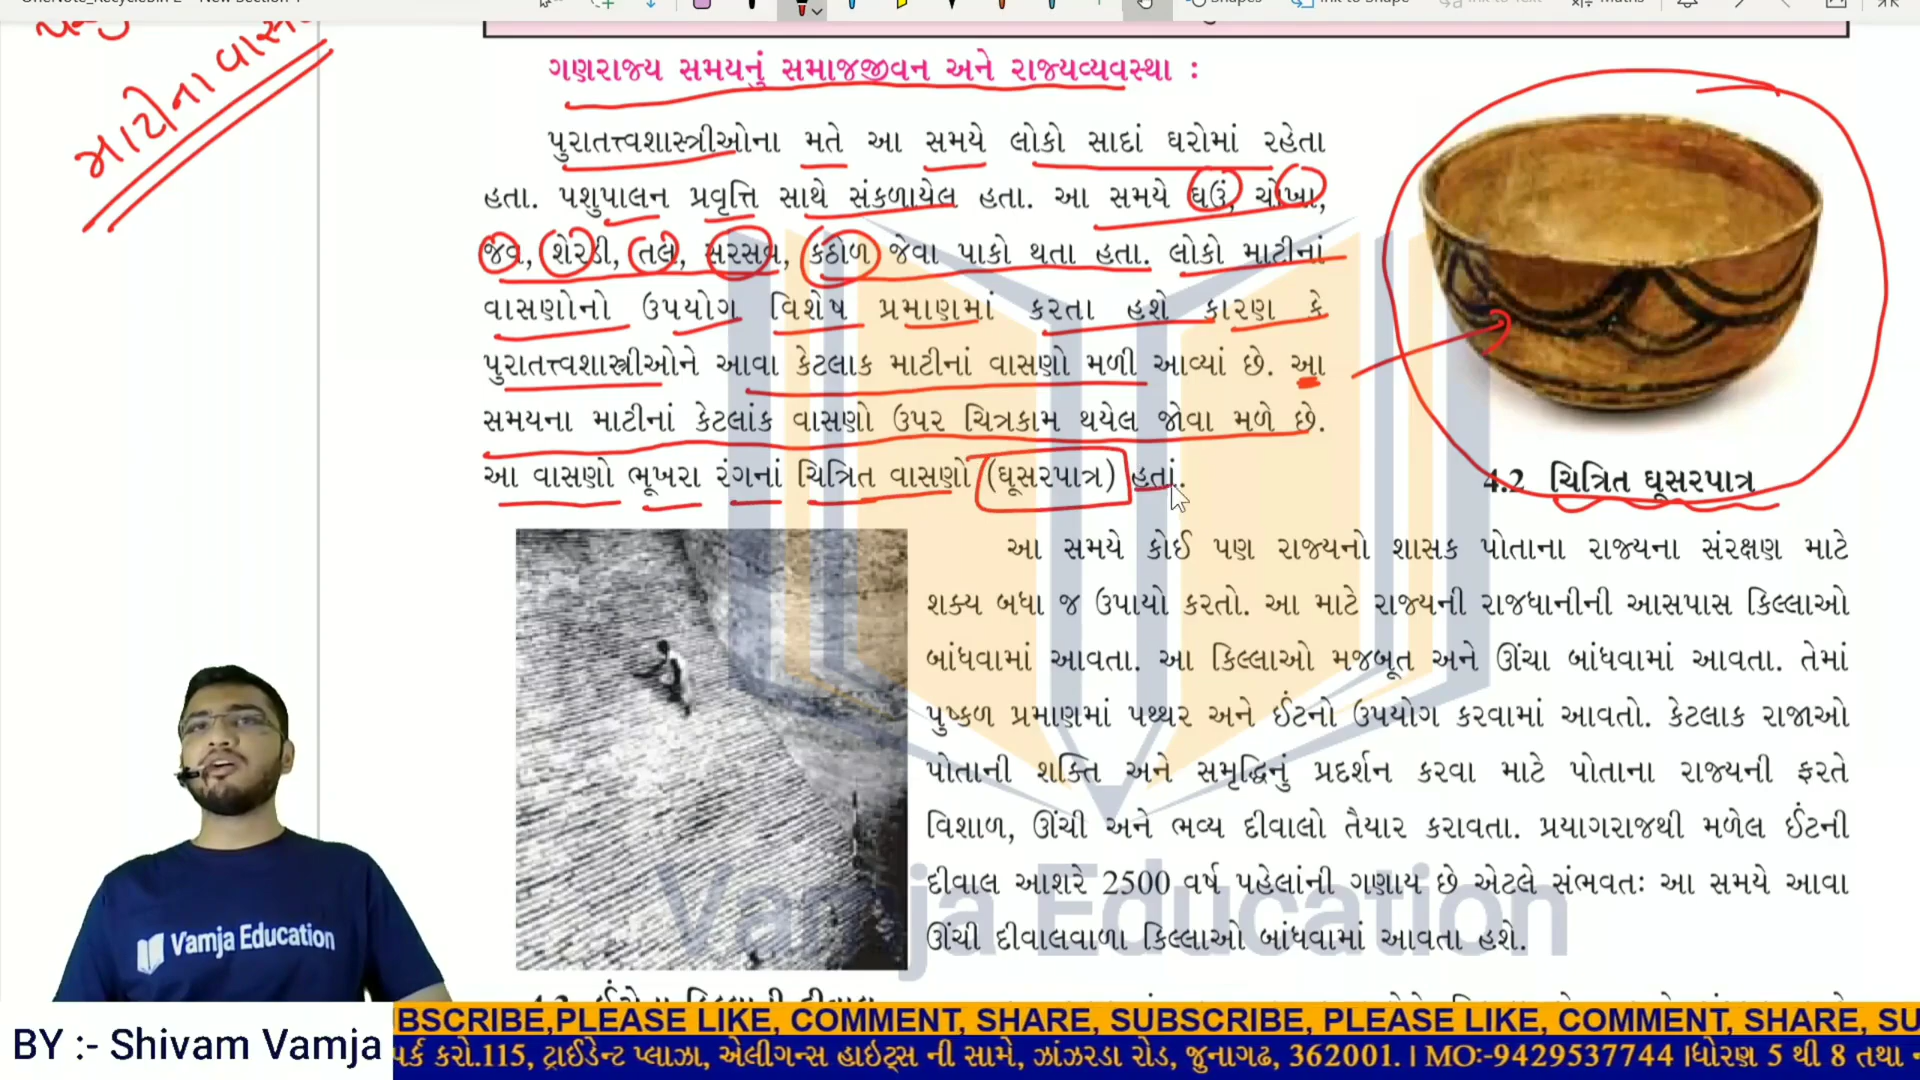 માટીના
ગણરાજ્ય સમયનું સમાજજીવન અને રાજ્યવ્યવસ્થા :
પુરાતત્ત્વશાસ્ત્રીઓના મતે આ સમયે લોકો સાદાં ઘરોમાં રહેતા
હતા. પશુપાલન પ્રવૃત્તિ સાથે સંકળાયેલ હતા. આ સમયે ઘઉં, ચોખા,
જવ, શેરડી, તલ, સરસવ, કઠોળ જેવા પાકો થતા હતા. લોકો માટીનાં
વાસણોનો ઉપયોગ વિશેષ પ્રમાણમાં કરતા હશે કારણ કે
પુરાતત્ત્વશાસ્ત્રીઓને આવા કેટલાક માટીનાં વાસણો મળી આવ્યાં છે. આ
સમયના માટીનાં કેટલાંક વાસણો ઉપર ચિત્રકામ થયેલ જોવા મળે છે.
આ વાસણો ભૂખરા રંગનાં ચિત્રિત વાસણો (ઘૂસરપાત્ર) હતાં.
4.2 ચિત્રિત ઘૂસરપાત્ર
આ સમયે કોઈ પણ રાજ્યનો શાસક પોતાના રાજ્યના સંરક્ષણ માટે
શક્ય બધા જ ઉપાયો કરતો. આ માટે રાજ્યની રાજધાનીની આસપાસ કિલ્લાઓ
બાંધવામાં આવતા. આ કિલ્લાઓ મજબૂત અને ઊંચા બાંધવામાં આવતા. તેમાં
પુષ્કળ પ્રમાણમાં પથ્થર અને ઈંટનો ઉપયોગ કરવામાં આવતો. કેટલાક રાજાઓ
પોતાની શક્તિ અને સમૃદ્ધિનું પ્રદર્શન કરવા માટે પોતાના રાજ્યની ફરતે
વિશાળ, ઊંચી અને ભવ્ય દીવાલો તૈયાર કરાવતા. પ્રયાગરાજથી મળેલ ઈંટની
દીવાલ આશરે 2500 વર્ષ પહેલાંની ગણાય છે એટલે સંભવતઃ આ સમયે આવા
ઊંચી દીવાલવાળા કિલ્લાઓ બાંધવામાં આવતા હશે.
Vamja Education
Vamja Education
BY :- Shivam Vamja
BSCRIBE,PLEASE LIKE, COMMENT, SHARE, SUBSCRIBE, PLEASE LIKE, COMMENT, SHARE, SU
પર્ક કરો.115, ટ્રાઈડેન્ટ પ્લાઝા, એલીગન્સ હાઇટ્સ ની સામે, ઝાંઝરડા રોડ, જુનાગઢ, 362001. | MO:-9429537744 |ધોરણ 5 થી 8 તથા